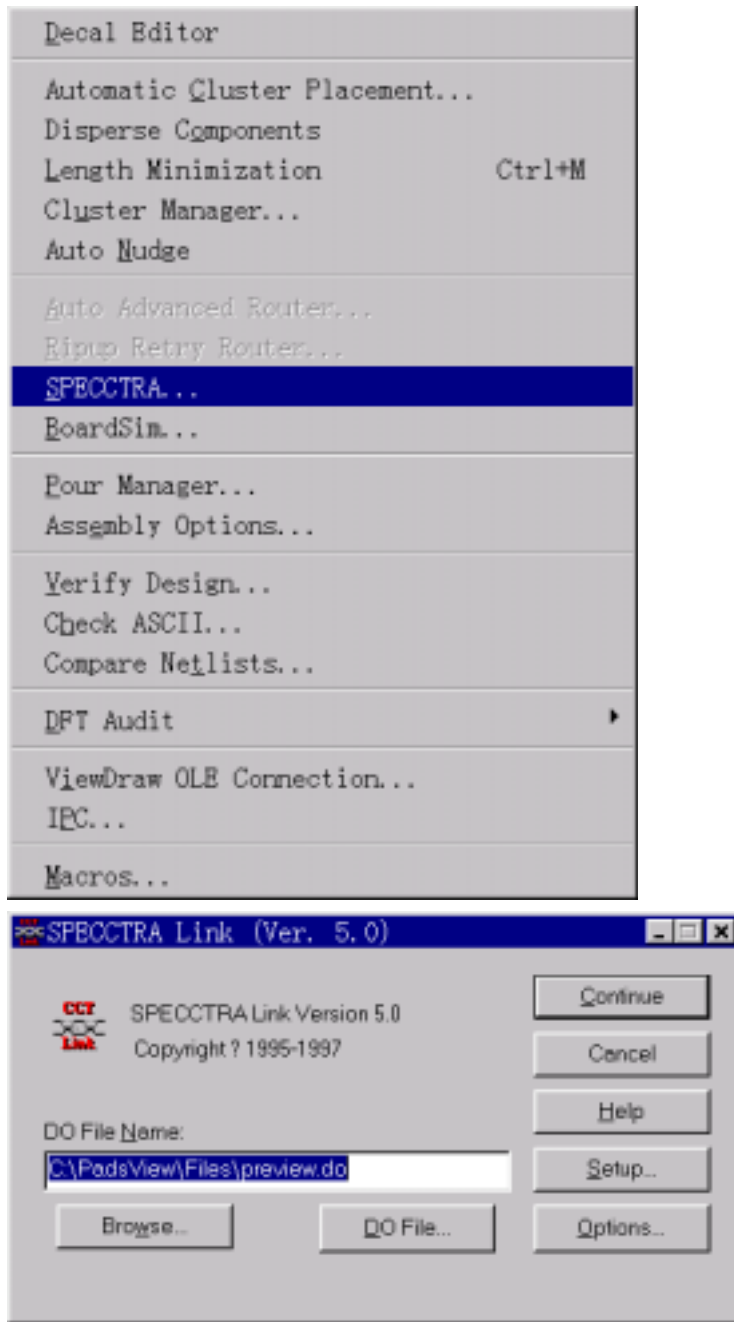 Decal Editor
Automatic Cluster Placement...
Disperse Components
Length Minimization Ctrl+M
Cluster Manager...
Auto Nudge
Auto Advanced Router...
Ripup Retry Router...
SPECCTRA...
BoardSim...
Pour Manager...
Assembly Options...
Verify Design...
Check ASCII...
Compare Netlists...
DFT Audit
ViewDraw OLE Connection...
IPC...
Macros...
SPECCTRA Link (Ver. 5.0)
CCT
Link
SPECCTRA Link Version 5.0
Copyright ? 1995-1997
Continue
Cancel
Help
Setup...
Options...
DO File Name:
C:\PadsView\Files\preview.do
Browse... DO File...